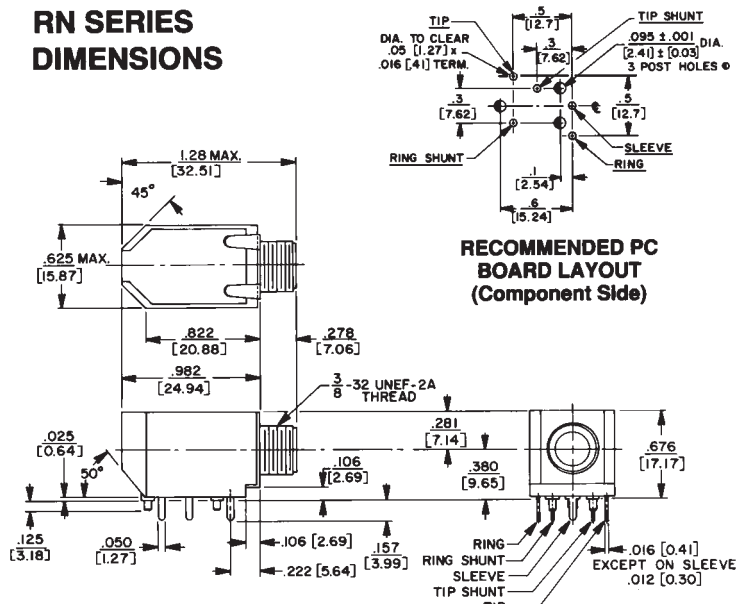 RN SERIES
DIMENSIONS
TIP
DIA. TO CLEAR
.05 [1.27] x
.016 [.41] TERM.
.5
[12.7]
.3
[7.62]
TIP SHUNT
.095 ±.001 DIA.
[2.41] ± [0.03]
3 POST HOLES
.3
[7.62]
.5
[12.7]
RING SHUNT
SLEEVE
RING
.1
[2.54]
.6
[15.24]
RECOMMENDED PC
BOARD LAYOUT
(Component Side)
1.28 MAX.
[32.51]
45°
.625 MAX.
[15.87]
.822
[20.88]
.278
[7.06]
.982
[24.94]
3/8-32 UNEF-2A
THREAD
.025
[0.64]
50°
.106
[2.69]
.281
[7.14]
.380
[9.65]
.676
[17.17]
.125
[3.18]
.050
[1.27]
.106 [2.69]
.222 [5.64]
.157
[3.99]
RING
RING SHUNT
SLEEVE
TIP SHUNT
TIP
.016 [0.41]
EXCEPT ON SLEEVE
.012 [0.30]